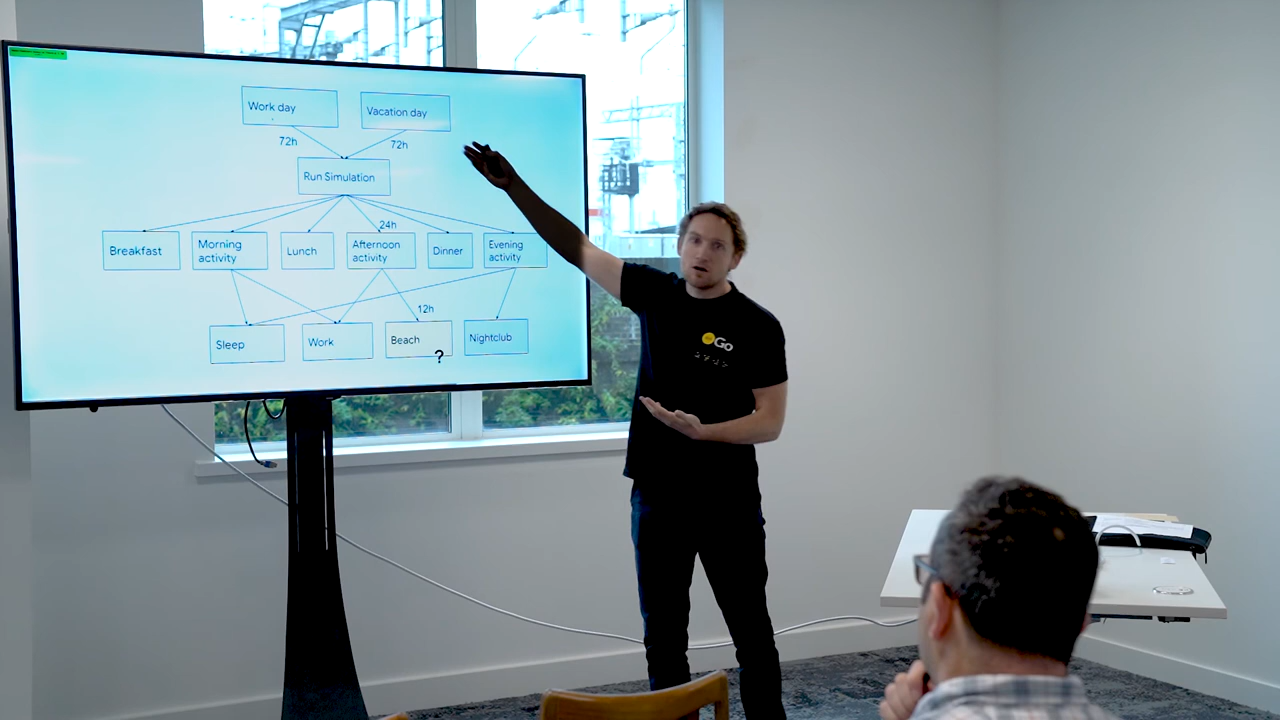 Work day
Vacation day
72h
72h
Run Simulation
24h
Breakfast
Morning
activity
Lunch
Afternoon
activity
Dinner
Evening
activity
12h
Sleep
Work
Beach
?
Nightclub
Go